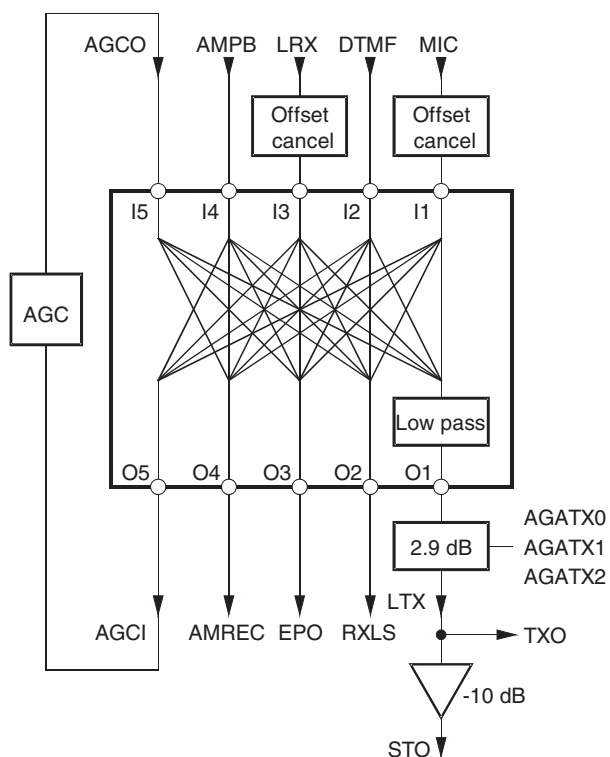 AGCO AMPB LRX DTMF MIC
Offset cancel
Offset cancel
I5 I4 I3 I2 I1
AGC
Low pass
O5 O4 O3 O2 O1
2.9 dB
AGATX0
AGATX1
AGATX2
LTX
AGCI AMREC EPO RXLS
TXO
-10 dB
STO